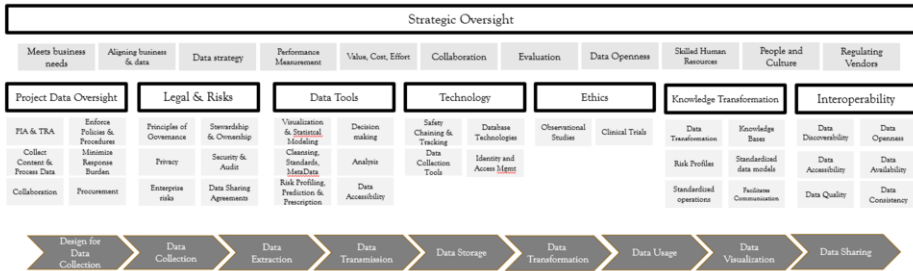 Strategic Oversight
Meets business
needs
Aligning business
& data
Data strategy
Performance
Measurement
Value, Cost, Effort
Collaboration
Evaluation
Data Openness
Skilled Human
Resources
People and
Culture
Regulating
Vendors
Project Data Oversight
PIA & TRA
Enforce
Policies &
Procedures
Collect
Content &
Process Data
Minimize
Response
Burden
Collaboration
Procurement
Legal & Risks
Principles of
Governance
Stewardship
& Ownership
Privacy
Security &
Audit
Enterprise
risks
Data Sharing
Agreements
Data Tools
Visualization
& Statistcal
Modeling
Decision
making
Cleansing,
Standards,
MetaData
Analysis
Risk Profiling,
Prediction &
Prescription
Data
Accessibility
Technology
Safety
Chaining &
Tracking
Database
Technologies
Data
Collection
Tools
Identity and
Access Mgmt
Ethics
Observational
Studies
Clinical Trials
Knowledge Transformation
Data
Transformation
Knowledge
Bases
Risk Profiles
Standardized
data models
Standardized
operations
Facilitates
Communication
Interoperability
Data
Discoverability
Data
Openness
Data
Accessibility
Data
Availability
Data Quality
Data
Consistency
Design for
Data
Collection
Data
Collection
Data
Extraction
Data
Transmission
Data Storage
Data
Transformation
Data Usage
Data
Visualization
Data Sharing